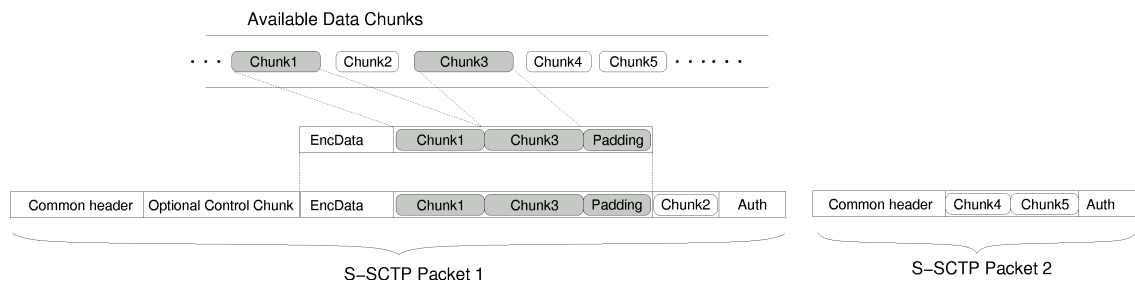 Available Data Chunks
. . . Chunk1 Chunk2 Chunk3 Chunk4 Chunk5 . . . . . .
EncData Chunk1 Chunk3 Padding
Common header Optional Control Chunk EncData Chunk1 Chunk3 Padding Chunk2 Auth Common header Chunk4 Chunk5 Auth
S−SCTP Packet 1 S−SCTP Packet 2